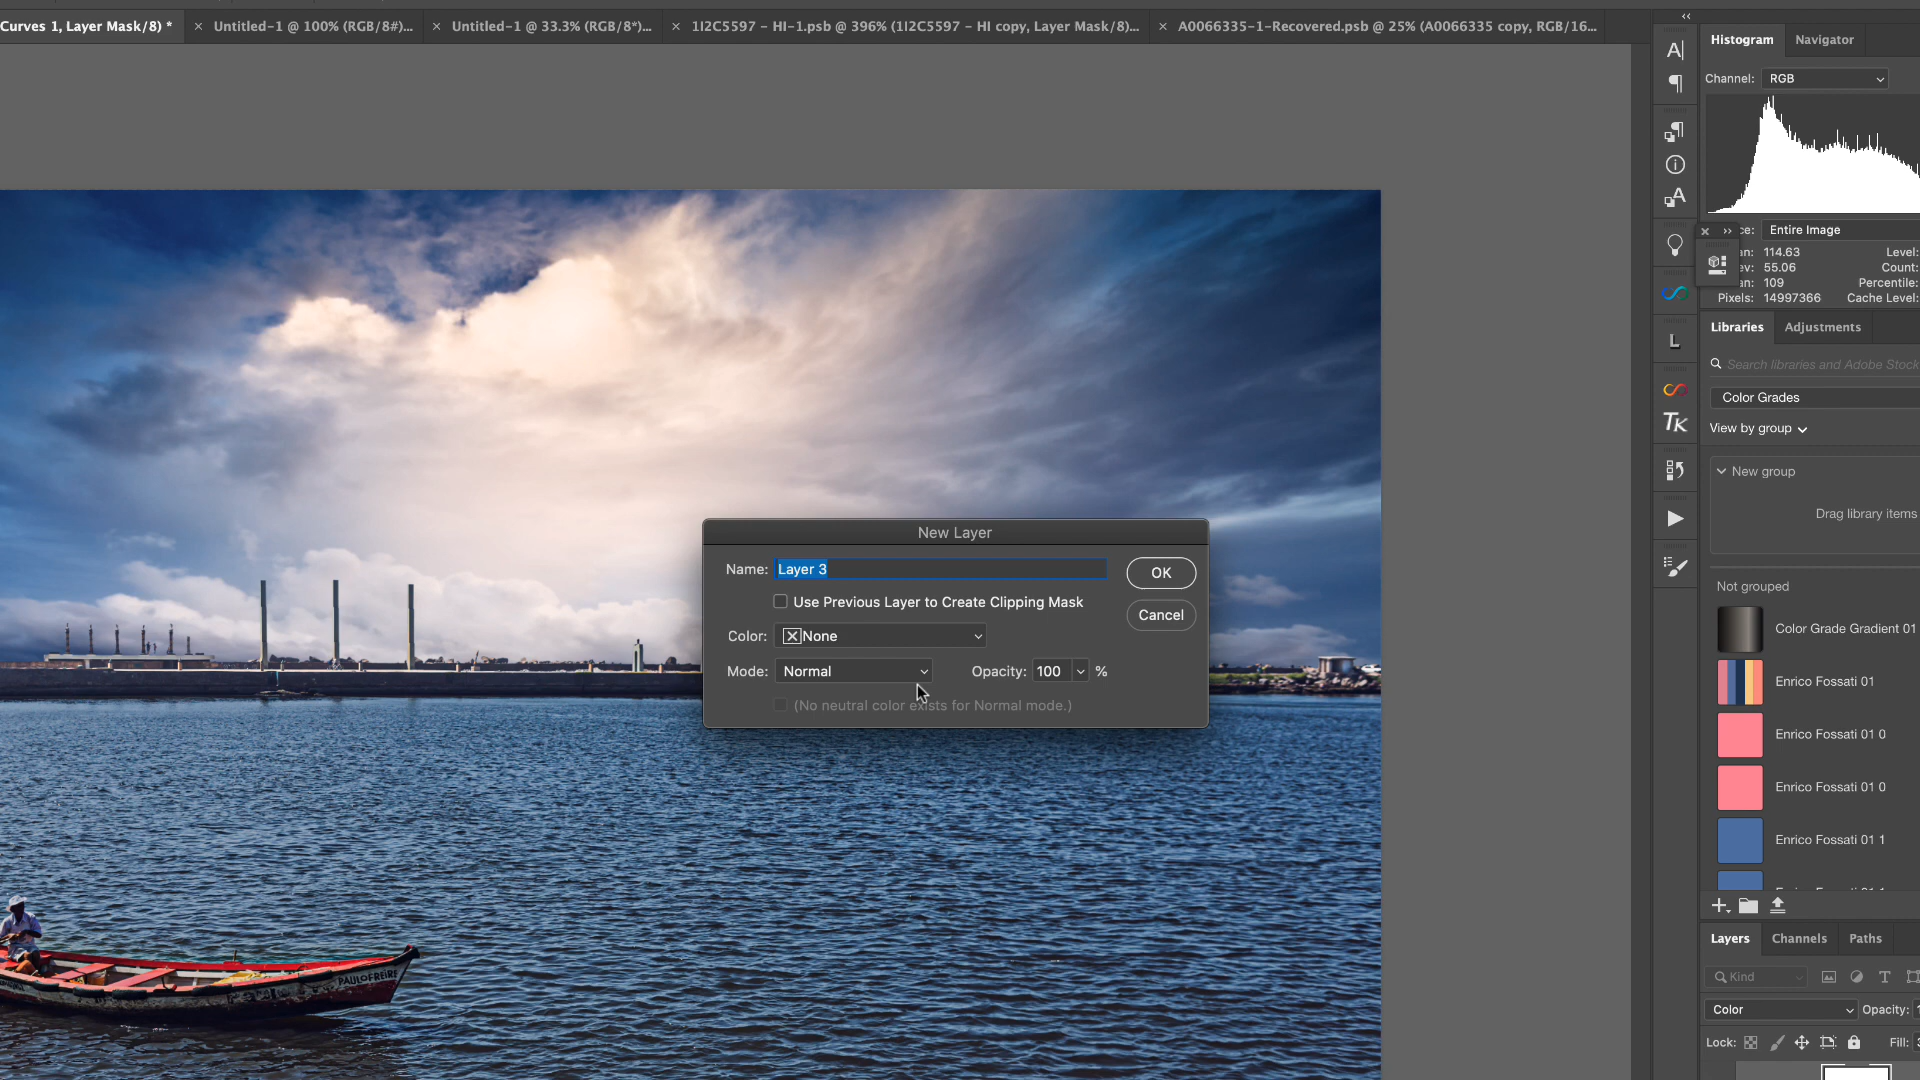 Curves 1, Layer Mask/8) *
Untitled-1 @ 100% (RGB/8#)...
Untitled-1 @ 33.3% (RGB/8*)...
1I2C5597 - HI-1.psb @ 396% (1I2C5597 - HI copy, Layer Mask/8)...
A0066335-1-Recovered.psb @ 25% (A0066335 copy, RGB/16...
Histogram
Navigator
Channel: RGB
ce: Entire Image
an: 114.63 Level:
ev: 55.06 Count:
an: 109 Percentile:
Pixels: 14997366 Cache Level:
Libraries
Adjustments
Search libraries and Adobe Stock
Color Grades
View by group
New group
Drag library items
Not grouped
Color Grade Gradient 01
Enrico Fossati 01
Enrico Fossati 01 0
Enrico Fossati 01 0
Enrico Fossati 01 1
TK
New Layer
Name: Layer 3
OK
Use Previous Layer to Create Clipping Mask
Cancel
Color: None
Mode: Normal Opacity: 100 %
(No neutral color exists for Normal mode.)
PAULOFREIRE
Layers
Channels
Paths
Kind
Color Opacity:
Lock: Fill: